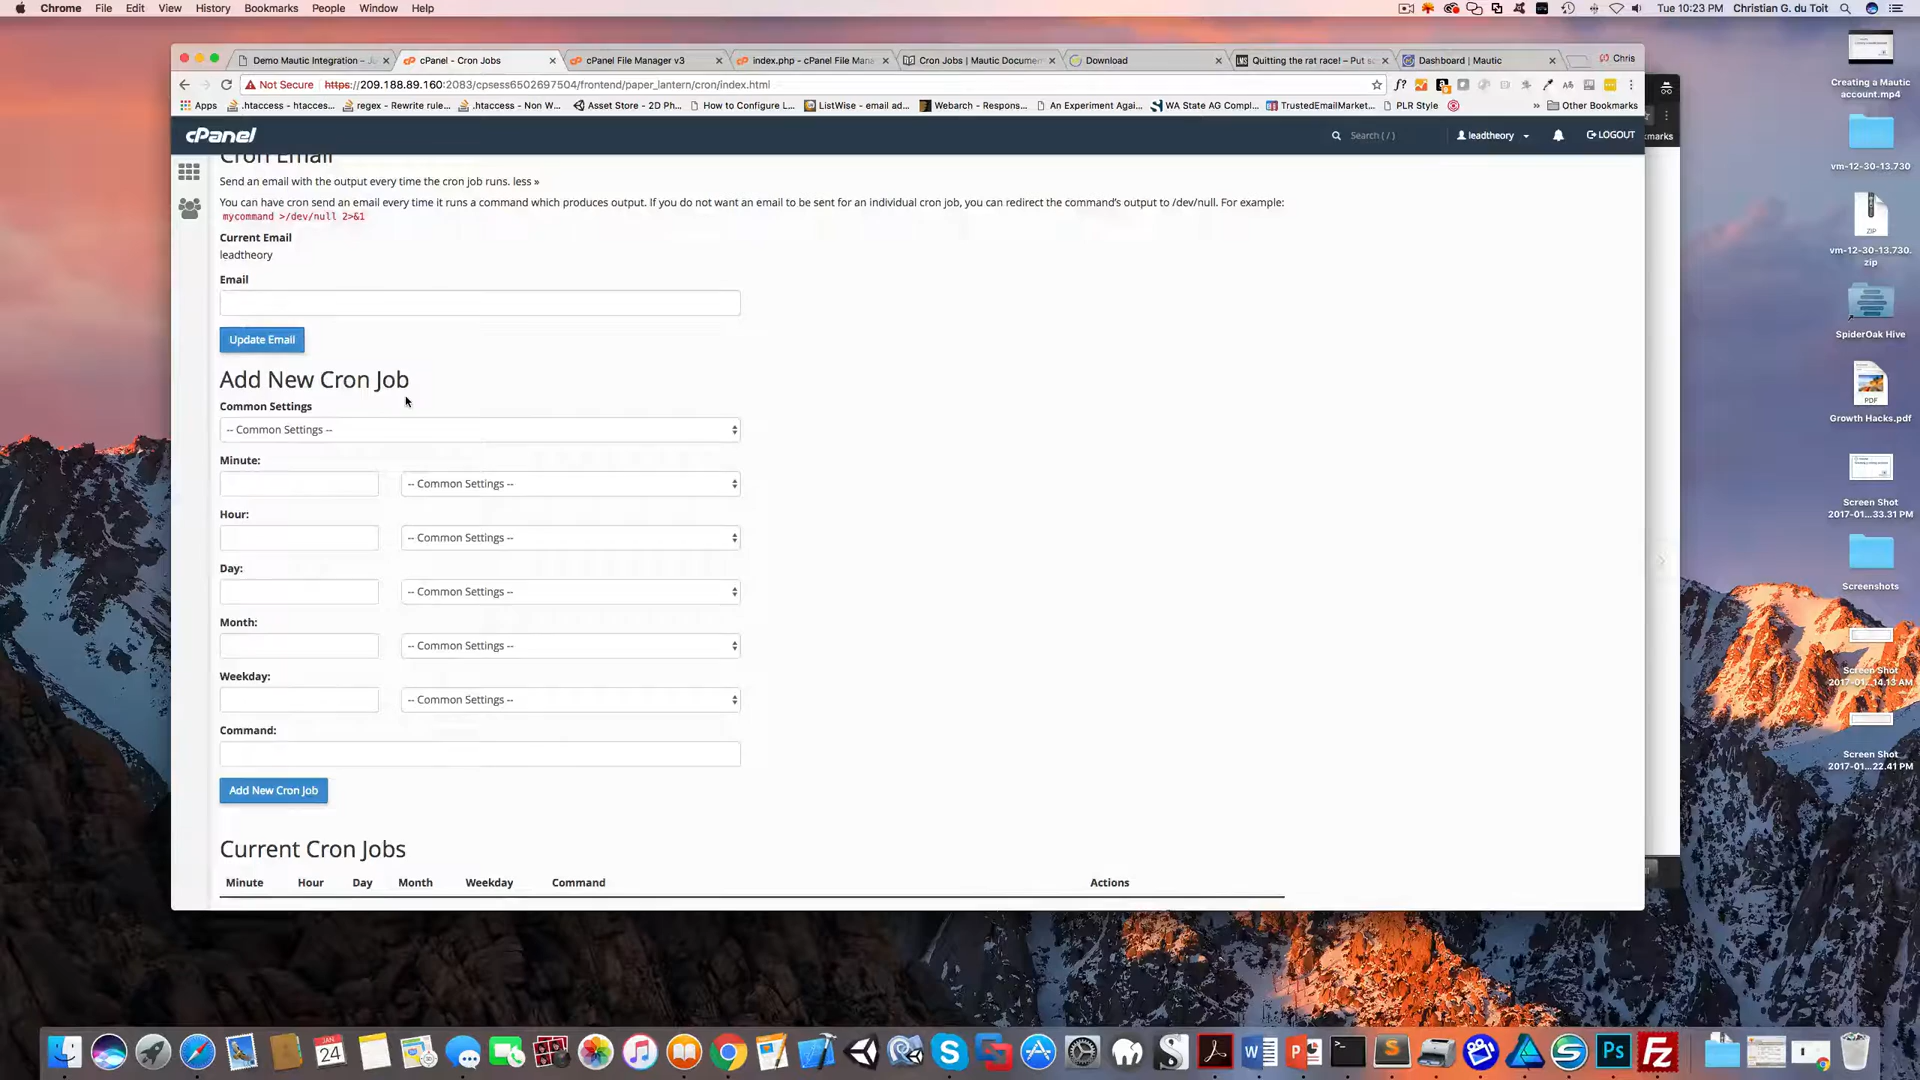 Chrome File Edit View History Bookmarks People Window Help
Tue 10:23 PM Christian G. du Toit
Demo Mautic Integration – Jo
cPanel - Cron Jobs
cPanel File Manager v3
index.php - cPanel File Mana
Cron Jobs | Mautic Documen
Download
Quitting the rat race! – Put s
Dashboard | Mautic
Chris
Not Secure https://209.188.89.160:2083/cpsess6502697504/frontend/paper_lantern/cron/index.html
Apps
.htaccess - htacces...
regex - Rewrite rule...
.htaccess - Non W...
Asset Store - 2D Ph...
How to Configure L...
ListWise - email ad...
Webarch - Respons...
An Experiment Agai...
WA State AG Compl...
TrustedEmailMarket...
PLR Style
» Other Bookmarks
kmarks
cPanel
Search ( / )
leadtheory
LOGOUT
Cron Email
Send an email with the output every time the cron job runs. less »
You can have cron send an email every time it runs a command which produces output. If you do not want an email to be sent for an individual cron job, you can redirect the command's output to /dev/null. For example:
mycommand >/dev/null 2>&1
Current Email
leadtheory
Email
Update Email
Add New Cron Job
Common Settings
-- Common Settings --
Minute:
-- Common Settings --
Hour:
-- Common Settings --
Day:
-- Common Settings --
Month:
-- Common Settings --
Weekday:
-- Common Settings --
Command:
Add New Cron Job
Current Cron Jobs
Minute Hour Day Month Weekday Command Actions
Creating a Mautic
account.mp4
vm-12-30-13.730
ZIP
vm-12-30-13.730.
zip
SpiderOak Hive
PDF
Growth Hacks.pdf
Screen Shot
2017-01...33.31 PM
Screenshots
Screen Shot
2017-01...14.13 AM
Screen Shot
2017-01...22.41 PM
JAN
24
Ps
Fz